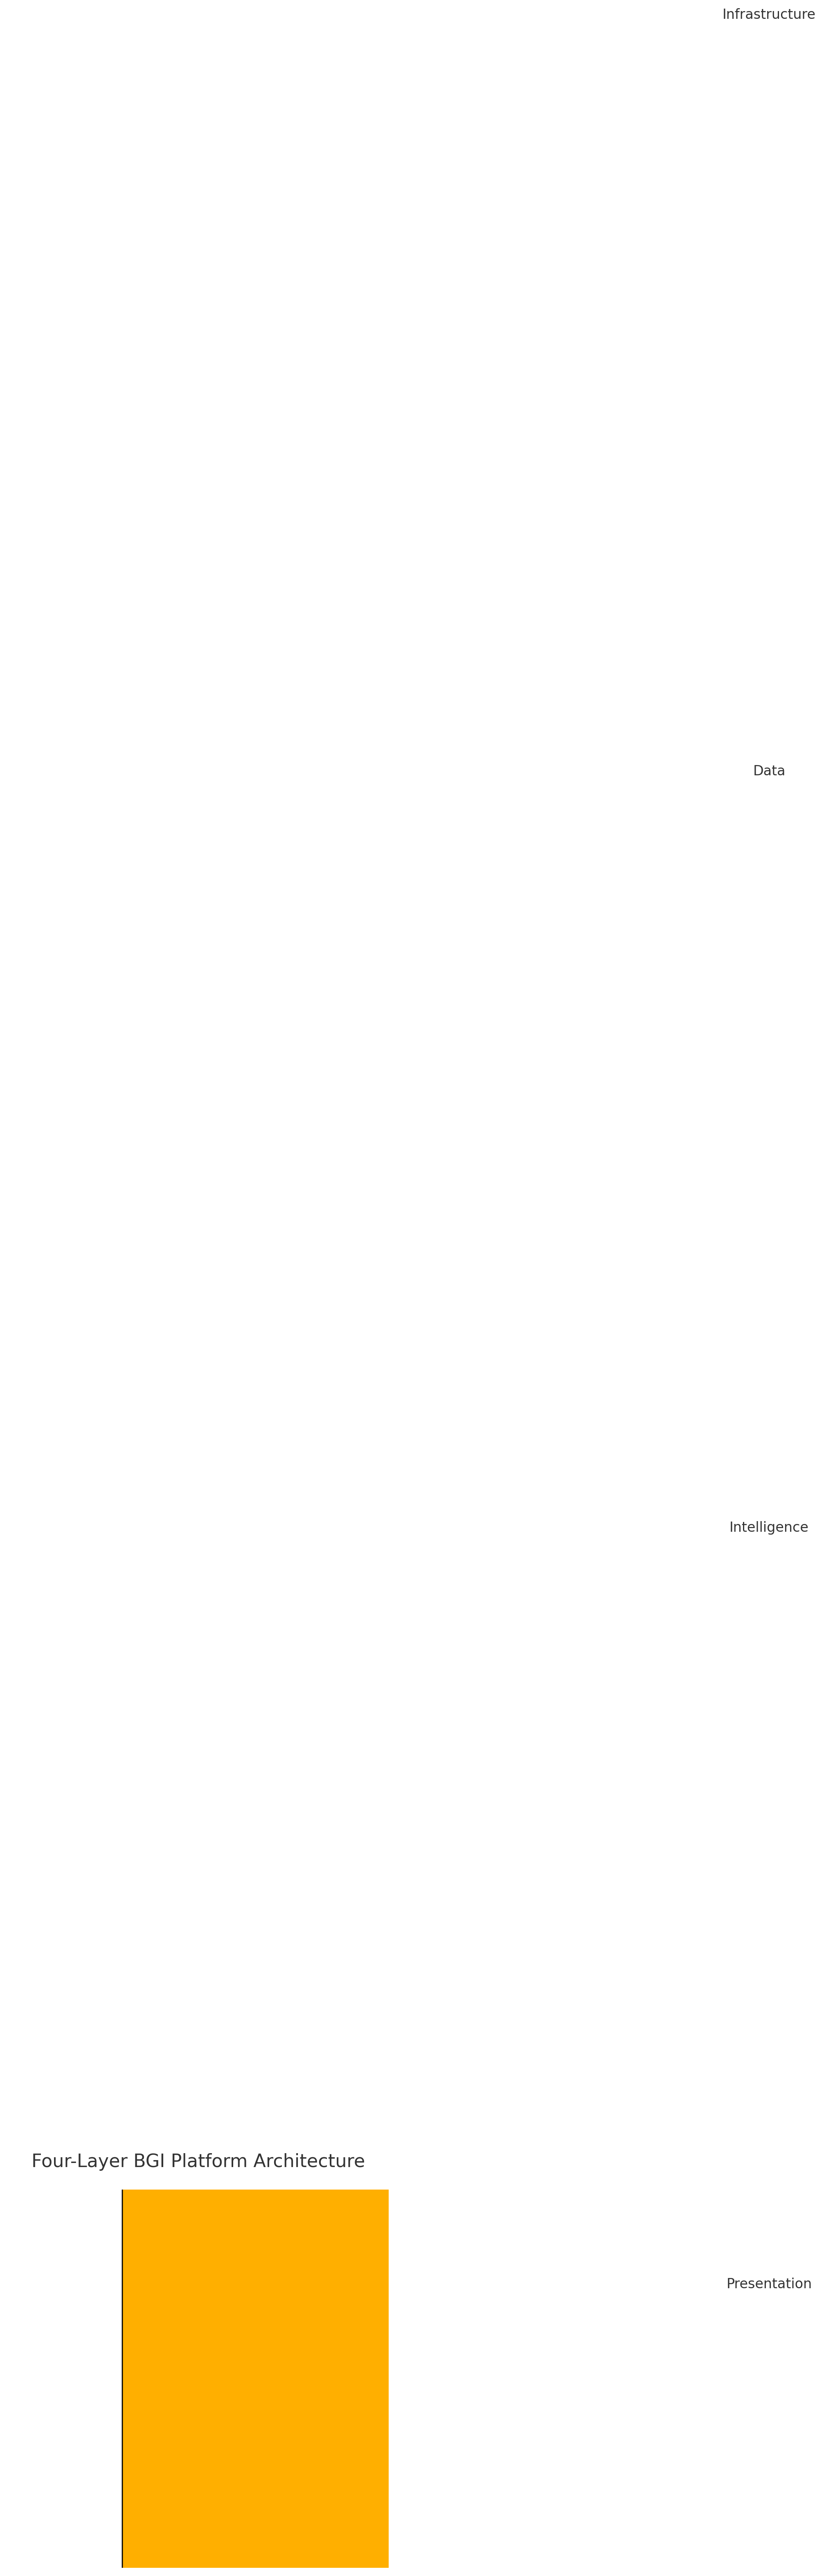 Infrastructure
Data
Intelligence
Four-Layer BGI Platform Architecture
Presentation